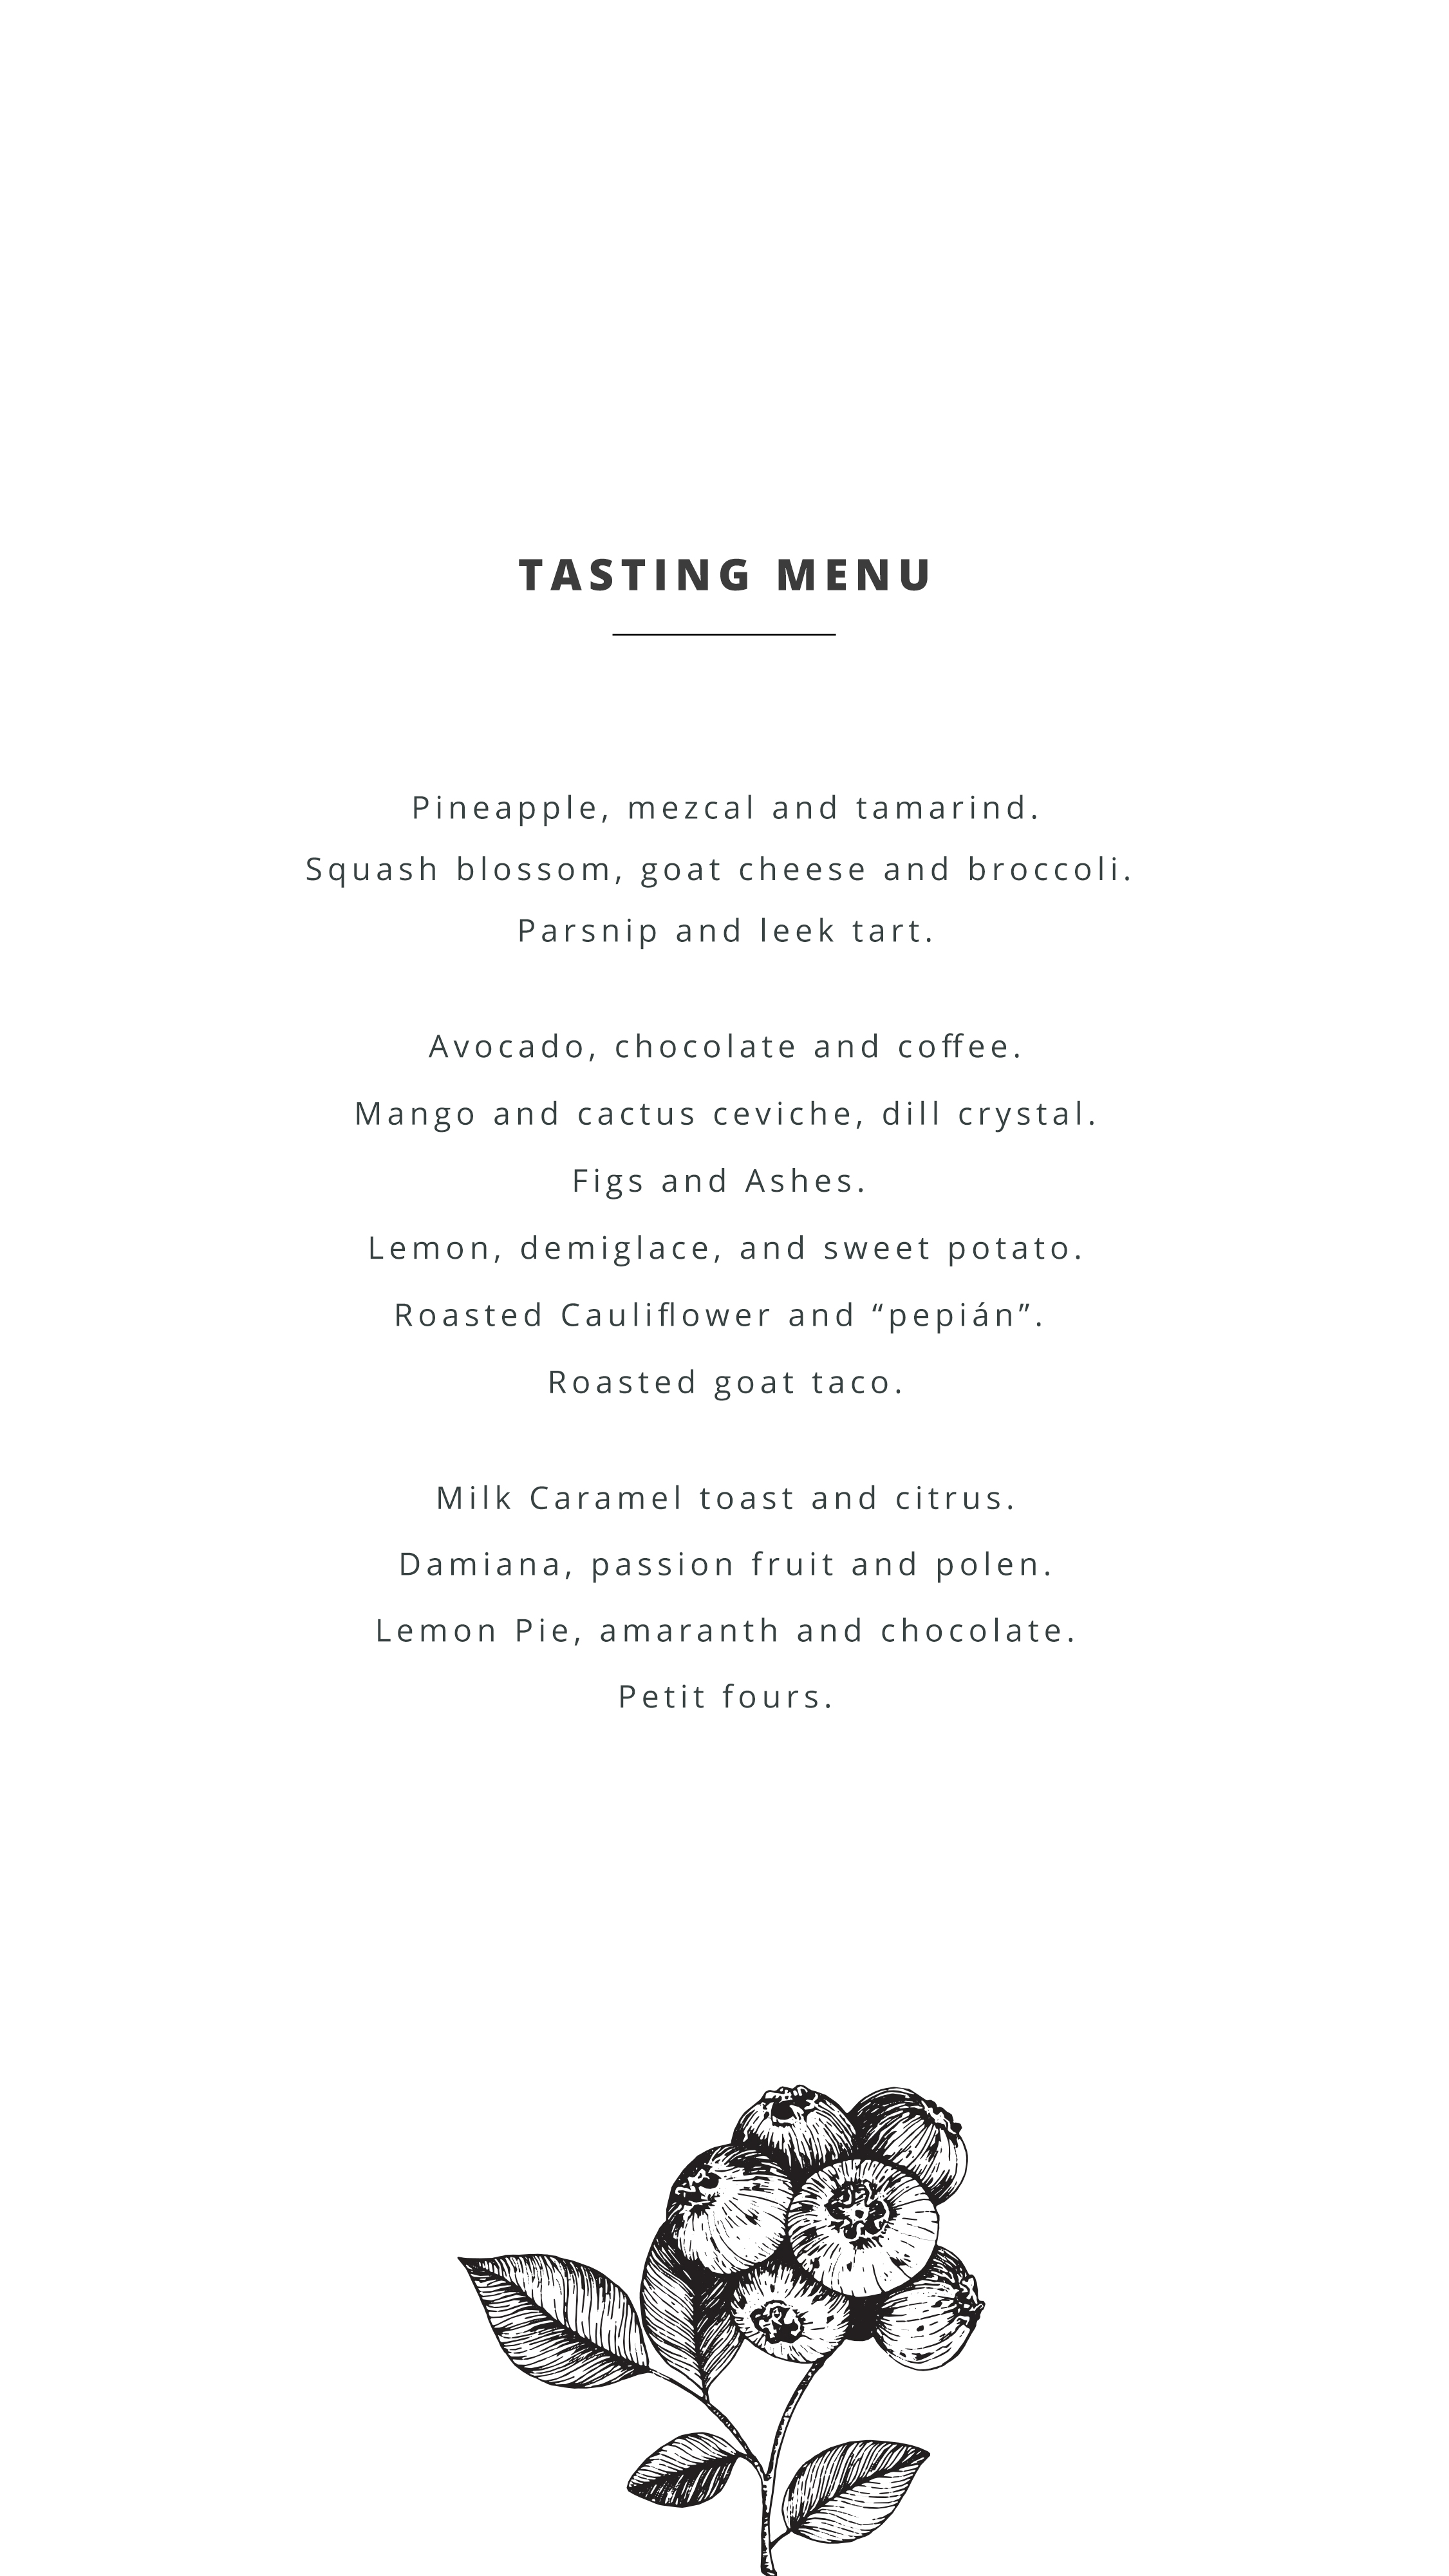 TASTING MENU
Pineapple, mezcal and tamarind.
Squash blossom, goat cheese and broccoli.
Parsnip and leek tart.
Avocado, chocolate and coffee.
Mango and cactus ceviche, dill crystal.
Figs and Ashes.
Lemon, demiglace, and sweet potato.
Roasted Cauliflower and “pepián”.
Roasted goat taco.
Milk Caramel toast and citrus.
Damiana, passion fruit and polen.
Lemon Pie, amaranth and chocolate.
Petit fours.